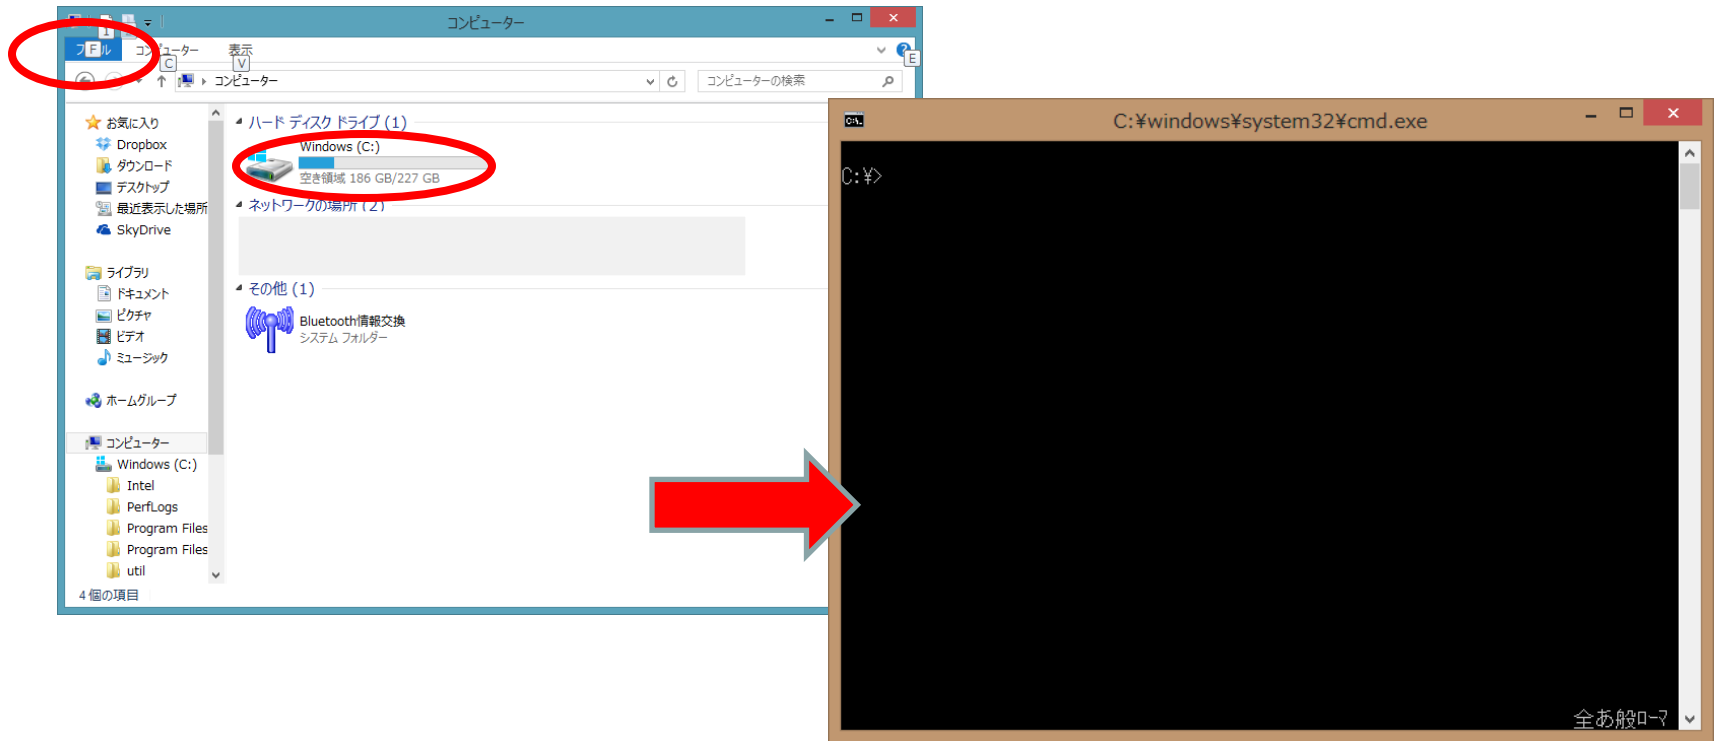 コンピューター
1
ファイル
F
コンピューター
C
表示
V
E
コンピューター
コンピューターの検索
お気に入り
Dropbox
ダウンロード
デスクトップ
最近表示した場所
SkyDrive
ライブラリ
ドキュメント
ピクチャ
ビデオ
ミュージック
ホームグループ
コンピューター
Windows (C:)
Intel
PerfLogs
Program Files
Program Files
util
4 個の項目
ハード ディスク ドライブ (1)
Windows (C:)
空き領域 186 GB/227 GB
ネットワークの場所 (2)
その他 (1)
Bluetooth情報交換
システム フォルダー
C:¥windows¥system32¥cmd.exe
C:¥>
全あ般ﾛｰﾏ